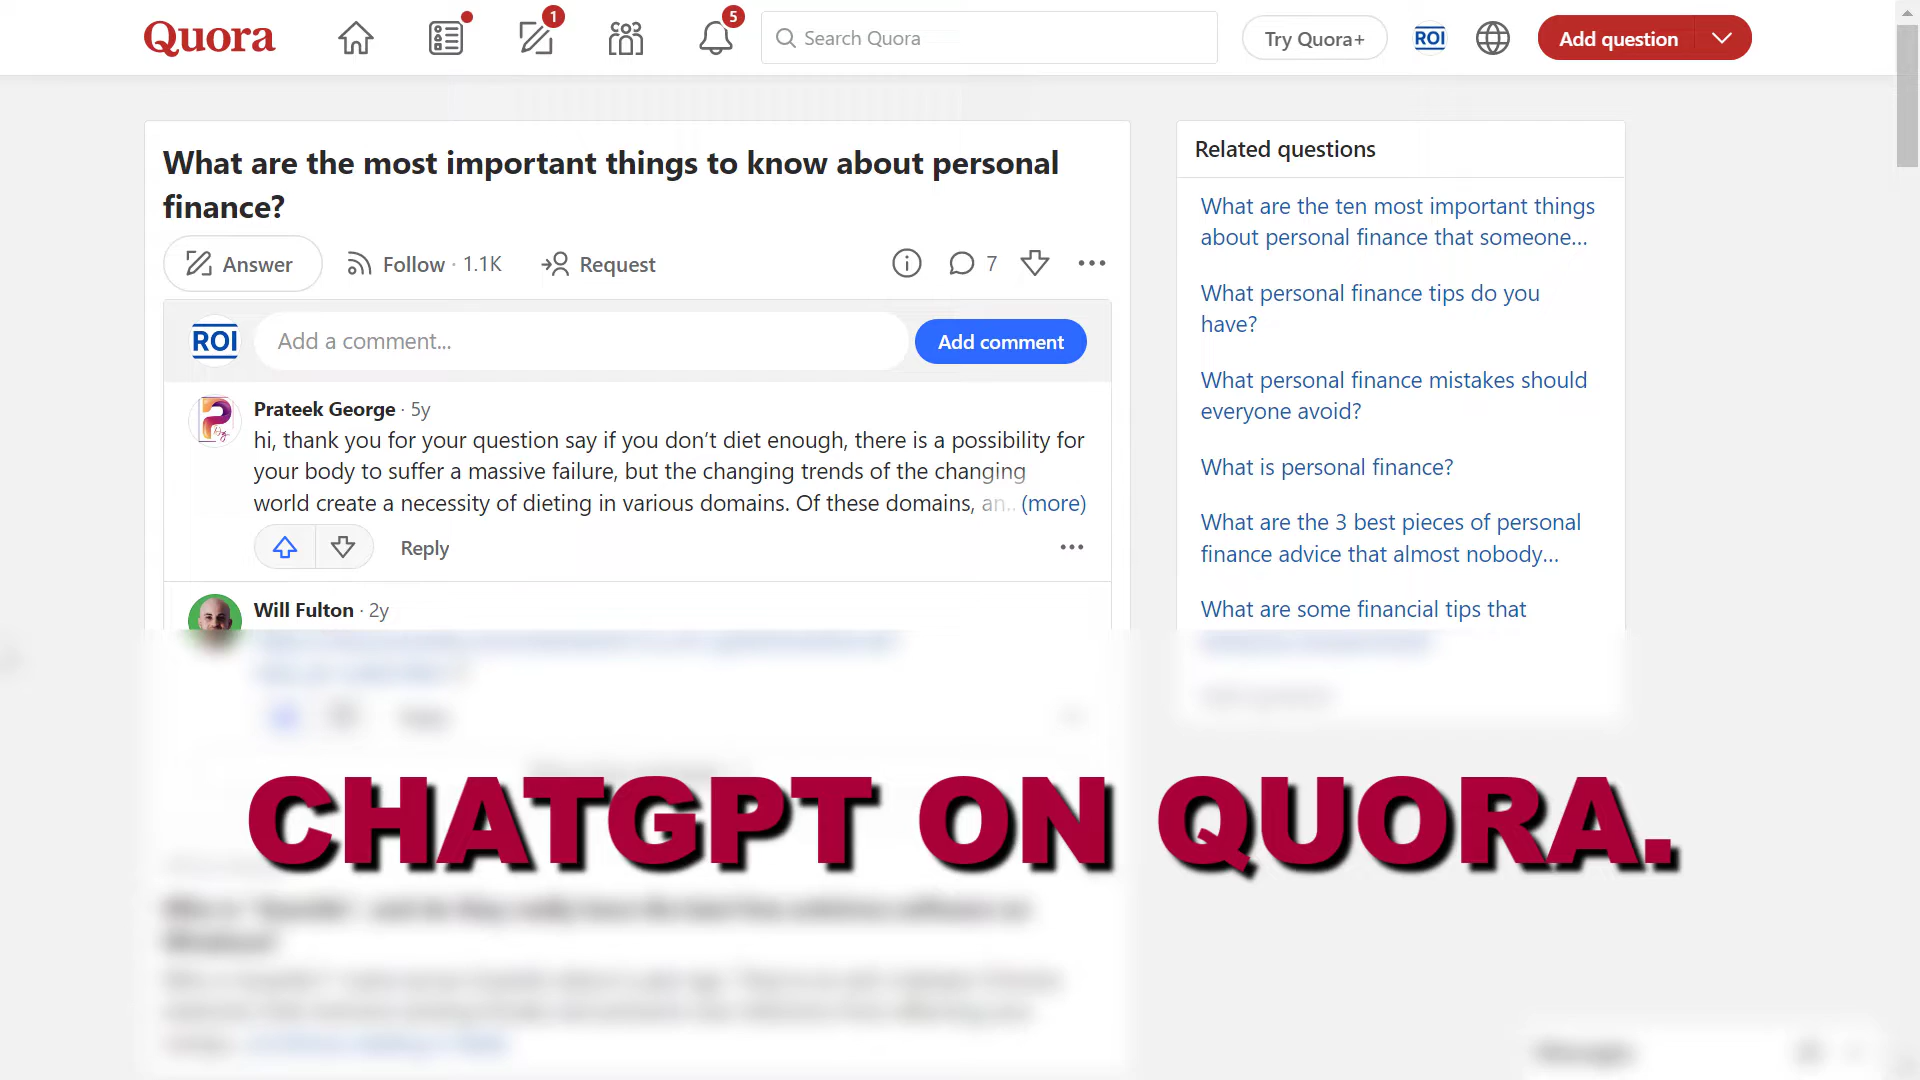 Quora
1
5
Search Quora
Try Quora+
ROI
Add question
What are the most important things to know about personal
finance?
Answer
Follow · 1.1K
Request
7
ROI
Add a comment...
Add comment
Prateek George · 5y
hi, thank you for your question say if you don’t diet enough, there is a possibility for
your body to suffer a massive failure, but the changing trends of the changing
world create a necessity of dieting in various domains. Of these domains, an.. (more)
Reply
Will Fulton · 2y
Related questions
What are the ten most important things
about personal finance that someone...
What personal finance tips do you
have?
What personal finance mistakes should
everyone avoid?
What is personal finance?
What are the 3 best pieces of personal
finance advice that almost nobody...
What are some financial tips that
CHATGPT ON QUORA.